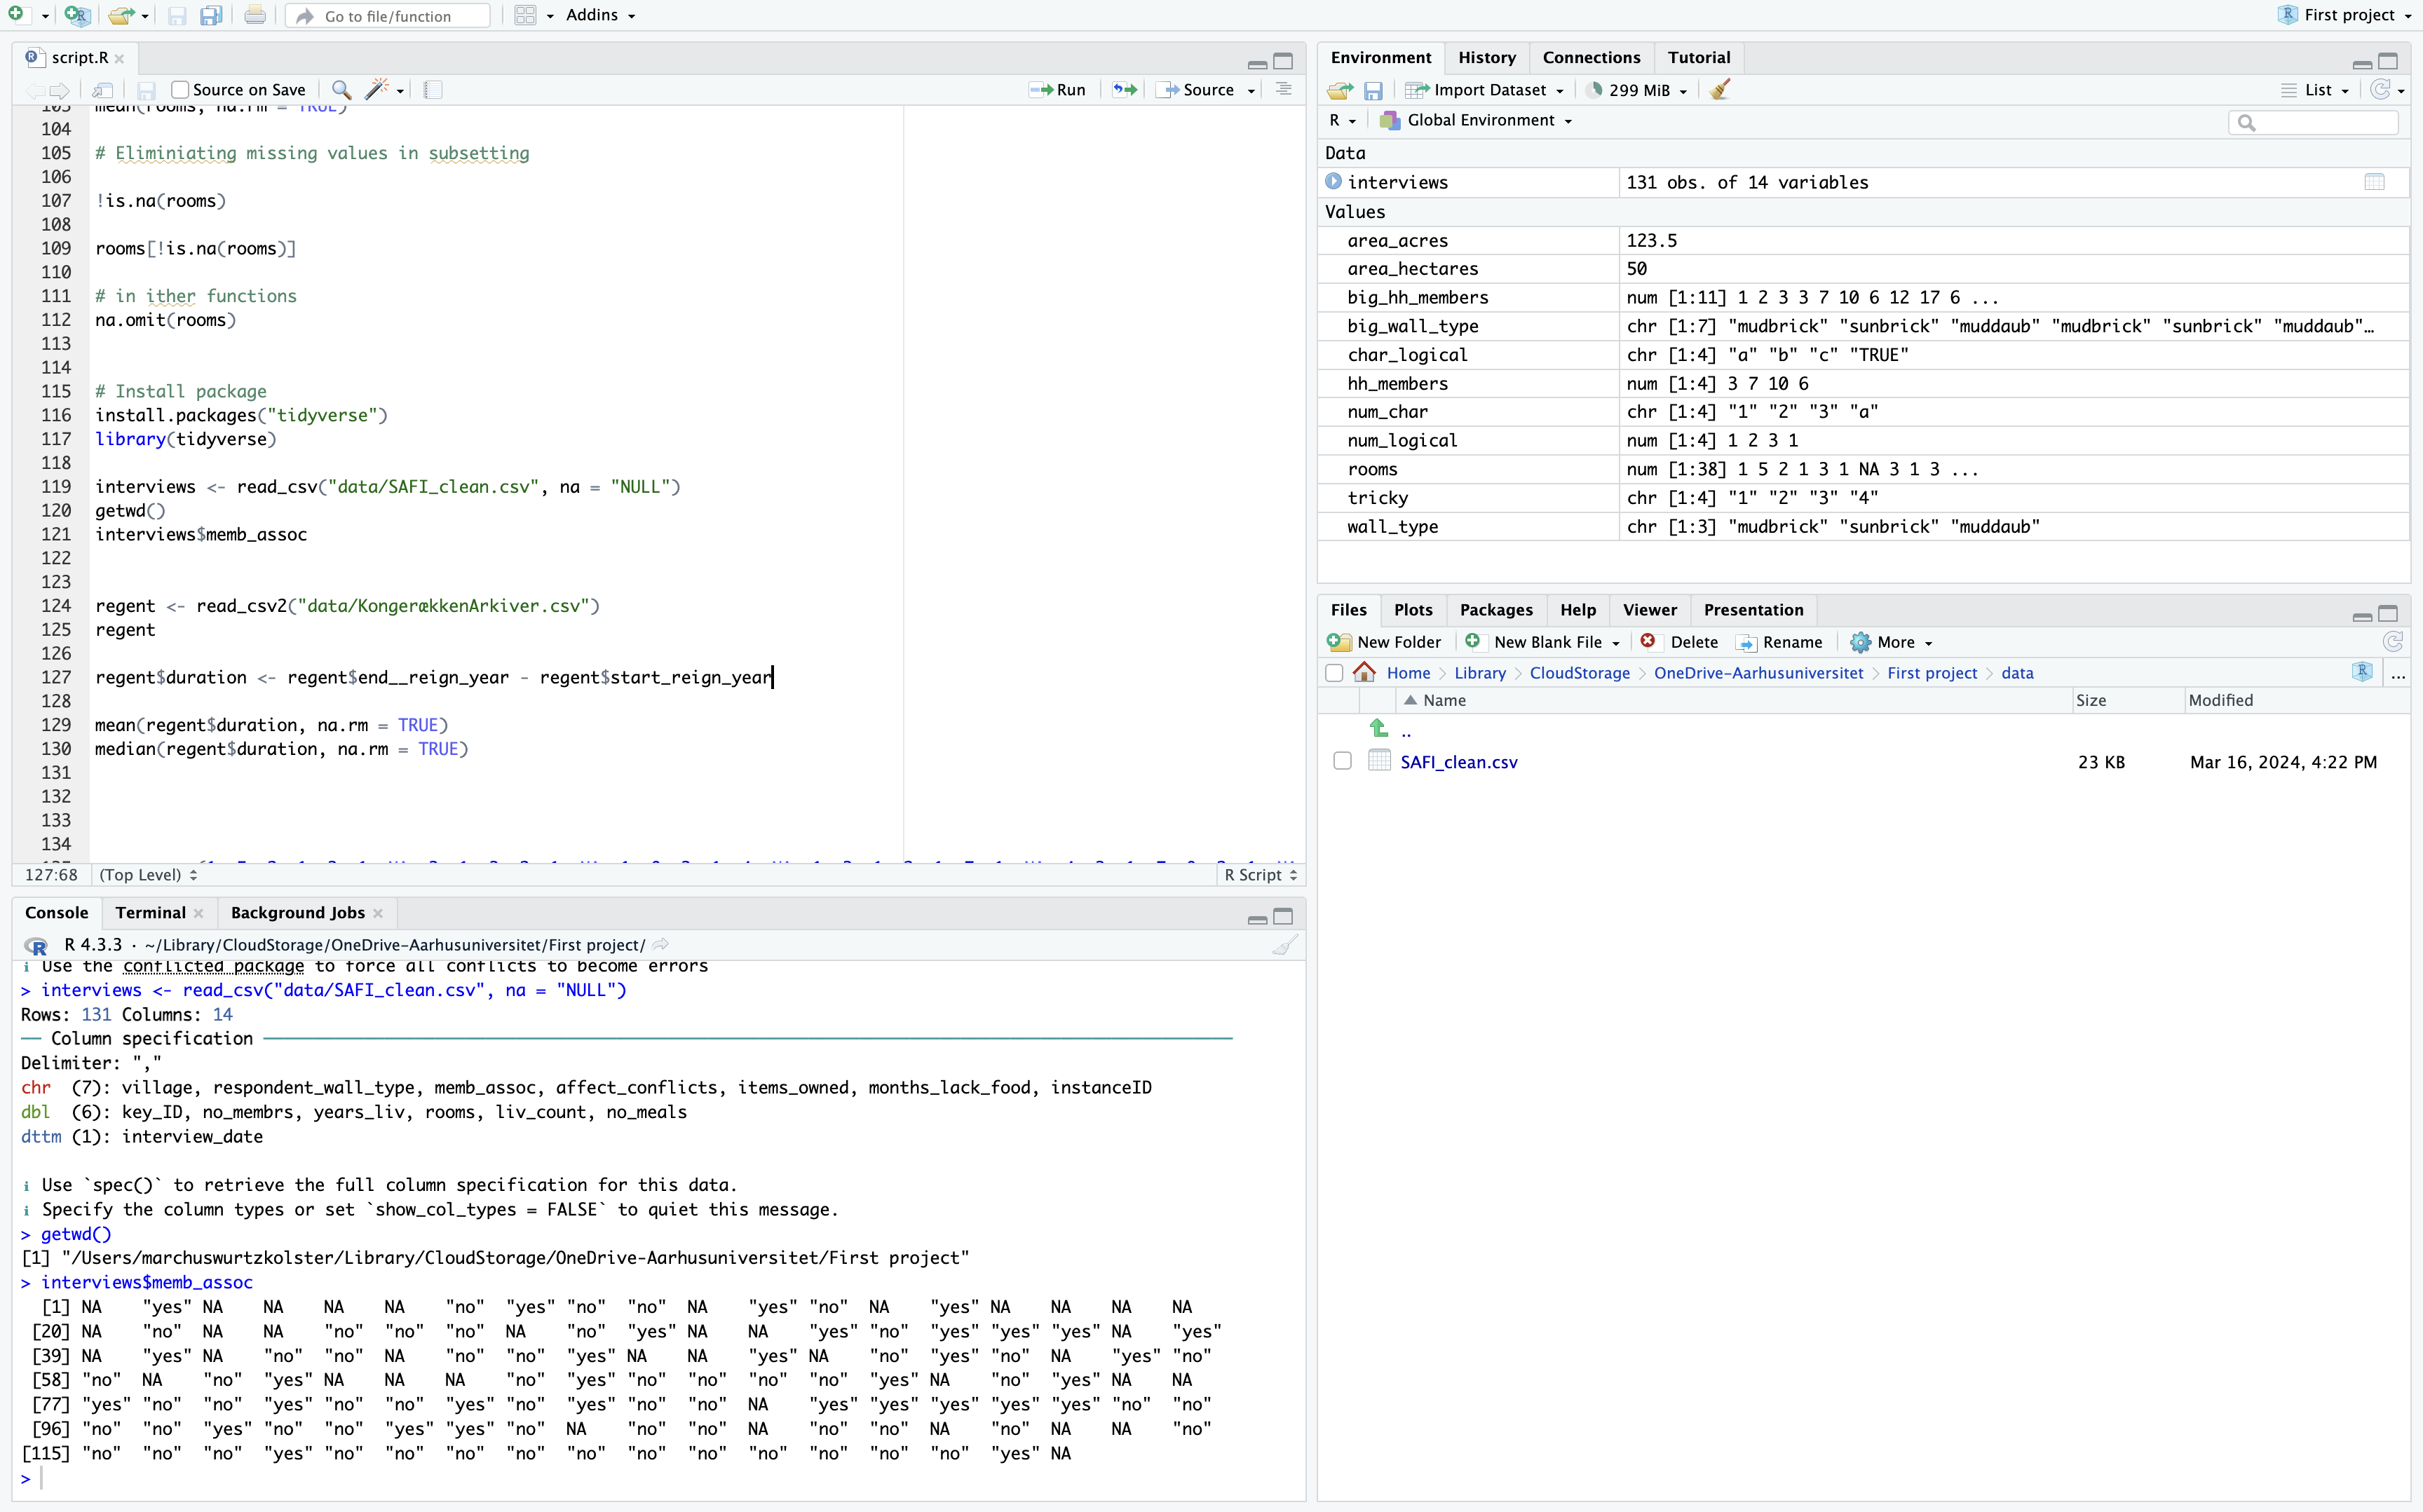 Go to file/function
Addins
First project
script.R
Source on Save
Run
Source
103 mean(rooms, na.rm = TRUE)
104
105 # Eliminiating missing values in subsetting
106
107 !is.na(rooms)
108
109 rooms[!is.na(rooms)]
110
111 # in ither functions
112 na.omit(rooms)
113
114
115 # Install package
116 install.packages("tidyverse")
117 library(tidyverse)
118
119 interviews <- read_csv("data/SAFI_clean.csv", na = "NULL")
120 getwd()
121 interviews$memb_assoc
122
123
124 regent <- read_csv2("data/KongerækkenArkiver.csv")
125 regent
126
127 regent$duration <- regent$end__reign_year - regent$start_reign_year
128
129 mean(regent$duration, na.rm = TRUE)
130 median(regent$duration, na.rm = TRUE)
131
132
133
134
127:68 (Top Level) R Script
Console Terminal Background Jobs
R 4.3.3 · ~/Library/CloudStorage/OneDrive-Aarhusuniversitet/First project/
ℹ Use the conflicted package to force all conflicts to become errors
> interviews <- read_csv("data/SAFI_clean.csv", na = "NULL")
Rows: 131 Columns: 14
── Column specification ──
Delimiter: ","
chr (7): village, respondent_wall_type, memb_assoc, affect_conflicts, items_owned, months_lack_food, instanceID
dbl (6): key_ID, no_membrs, years_liv, rooms, liv_count, no_meals
dttm (1): interview_date
ℹ Use `spec()` to retrieve the full column specification for this data.
ℹ Specify the column types or set `show_col_types = FALSE` to quiet this message.
> getwd()
[1] "/Users/marchuswurtzkolster/Library/CloudStorage/OneDrive-Aarhusuniversitet/First project"
> interviews$memb_assoc
[1] NA "yes" NA NA NA NA "no" "yes" "no" "no" NA "yes" "no" NA "yes" NA NA NA NA
[20] NA "no" NA NA "no" "no" "no" NA "no" "yes" NA NA "yes" "no" "yes" "yes" "yes" NA "yes"
[39] NA "yes" NA "no" "no" NA "no" "no" "yes" NA NA "yes" NA "no" "yes" "no" NA "yes" "no"
[58] "no" NA "no" "yes" NA NA NA "no" "yes" "no" "no" "no" "no" "yes" NA "no" "yes" NA NA
[77] "yes" "no" "no" "yes" "no" "no" "yes" "no" "yes" "no" "no" NA "yes" "yes" "yes" "yes" "yes" "no" "no"
[96] "no" "no" "yes" "no" "no" "yes" "yes" "no" NA "no" "no" NA "no" "no" NA "no" NA NA "no"
[115] "no" "no" "no" "yes" "no" "no" "no" "no" "no" "no" "no" "no" "no" "no" "no" "yes" NA
>
Environment History Connections Tutorial
Import Dataset 299 MiB List
R Global Environment
Data
interviews 131 obs. of 14 variables
Values
area_acres 123.5
area_hectares 50
big_hh_members num [1:11] 1 2 3 3 7 10 6 12 17 6 ...
big_wall_type chr [1:7] "mudbrick" "sunbrick" "muddaub" "mudbrick" "sunbrick" "muddaub"…
char_logical chr [1:4] "a" "b" "c" "TRUE"
hh_members num [1:4] 3 7 10 6
num_char chr [1:4] "1" "2" "3" "a"
num_logical num [1:4] 1 2 3 1
rooms num [1:38] 1 5 2 1 3 1 NA 3 1 3 ...
tricky chr [1:4] "1" "2" "3" "4"
wall_type chr [1:3] "mudbrick" "sunbrick" "muddaub"
Files Plots Packages Help Viewer Presentation
New Folder New Blank File Delete Rename More
Home Library CloudStorage OneDrive-Aarhusuniversitet First project data ...
Name Size Modified
..
SAFI_clean.csv 23 KB Mar 16, 2024, 4:22 PM